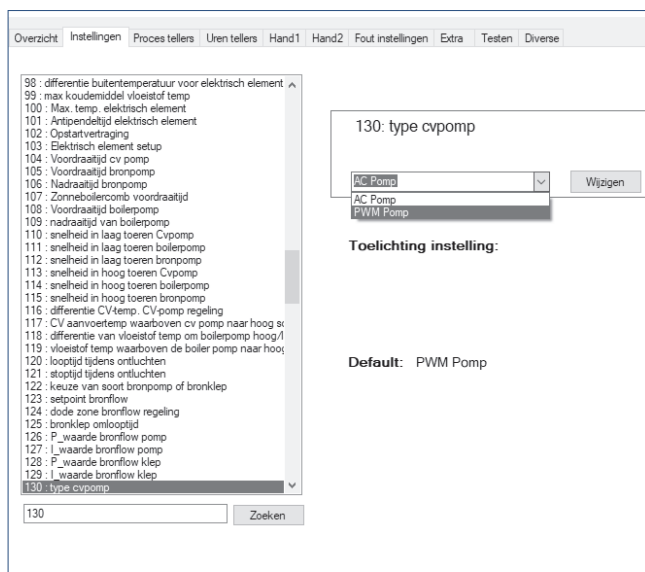 Overzicht Instellingen Proces tellers Uren tellers Hand1 Hand2 Fout instellingen Extra Testen Diverse
98 : differentie buitentemperatuur voor elektrisch element
99 : max koudemiddel vloeistof temp
100 : Max. temp. elektrisch element
101 : Antipendeltijd elektrisch element
102 : Opstartvertraging
103 : Elektrisch element setup
104 : Voordraaitijd cv pomp
105 : Voordraaitijd bronpomp
106 : Nadraaitijd bronpomp
107 : Zonneboilercomb voordraaitijd
108 : Voordraaitijd boilerpomp
109 : nadraaitijd van boilerpomp
110 : snelheid in laag toeren Cvpomp
111 : snelheid in laag toeren boilerpomp
112 : snelheid in laag toeren bronpomp
113 : snelheid in hoog toeren Cvpomp
114 : snelheid in hoog toeren boilerpomp
115 : snelheid in hoog toeren bronpomp
116 : differentie CV-temp. CV-pomp regeling
117 : CV aanvoertemp waarboven cv pomp naar hoog
118 : differentie van vloeistof temp om boilerpomp hoog/l
119 : vloeistof temp waarboven de boiler pomp naar hoog
120 : looptijd tijdens ontluchten
121 : stoptijd tijdens ontluchten
122 : keuze van soort bronpomp of bronklep
123 : setpoint bronflow
124 : dode zone bronflow regeling
125 : bronklep omlooptijd
126 : P_waarde bronflow pomp
127 : I_waarde bronflow pomp
128 : P_waarde bronflow klep
129 : I_waarde bronflow klep
130 : type cvpomp
130 Zoeken
130: type cvpomp
AC Pomp Wijzigen
AC Pomp
PWM Pomp
Toelichting instelling:
Default: PWM Pomp